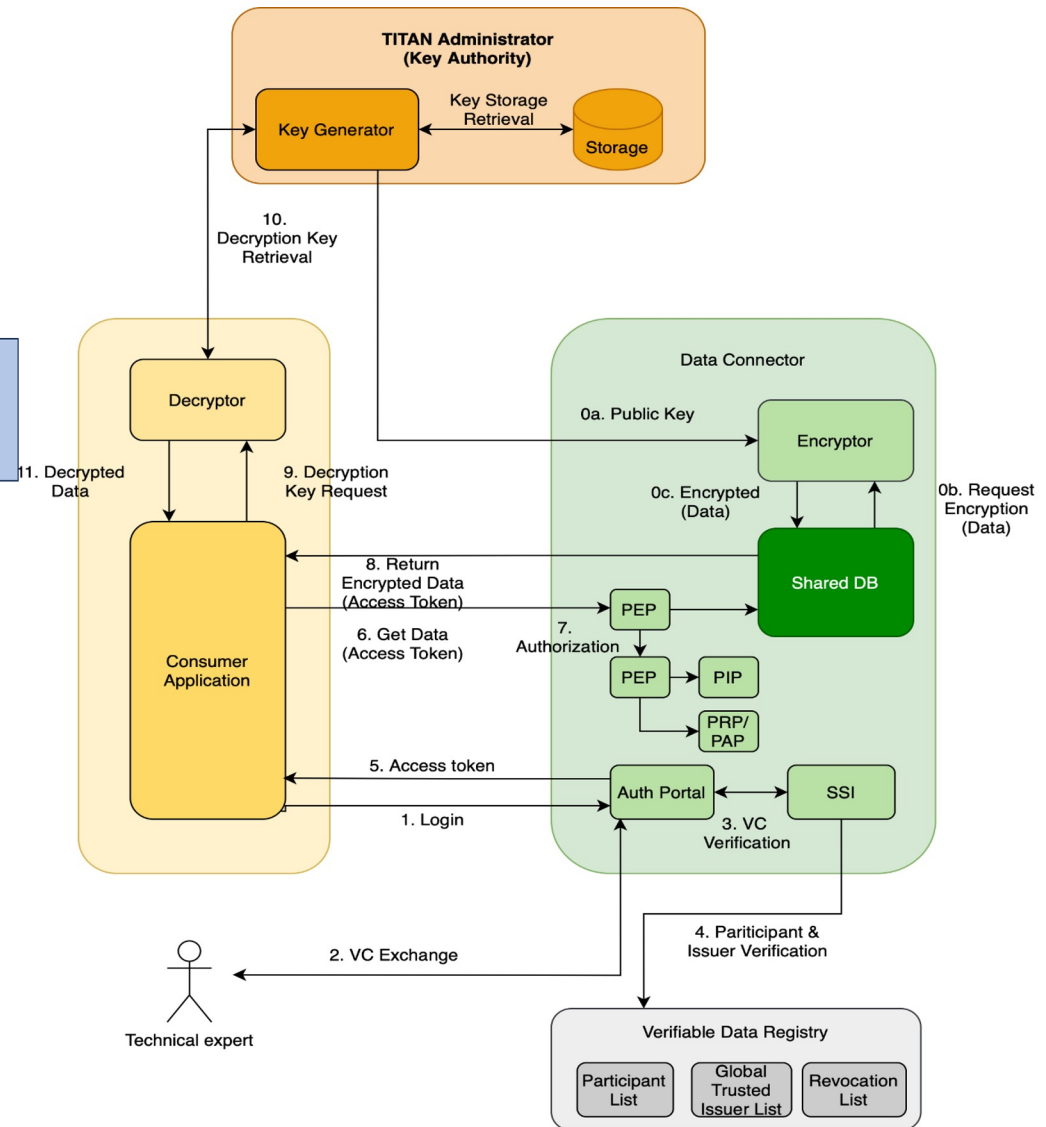 TITAN Administrator
(Key Authority)
Key Generator
Key Storage
Retrieval
Storage
10.
Decryption Key
Retrieval
Data Connector
Decryptor
0a. Public Key
Encryptor
11. Decrypted
Data
9. Decryption
Key Request
0c. Encrypted
(Data)
0b. Request
Encryption
(Data)
8. Return
Encrypted Data
(Access Token)
Shared DB
PEP
6. Get Data
(Access Token)
7.
Authorization
Consumer
Application
PEP
PIP
PRP/
PAP
5. Access token
Auth Portal
SSI
1. Login
3. VC
Verification
4. Pariticipant &
Issuer Verification
2. VC Exchange
Technical expert
Verifiable Data Registry
Participant
List
Global
Trusted
Issuer List
Revocation
List